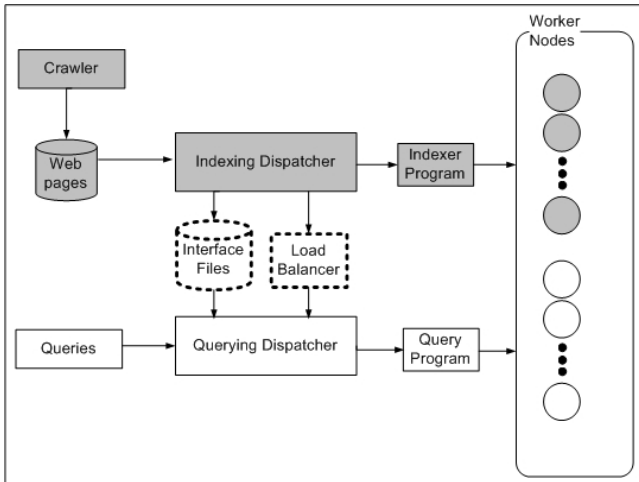 Worker
Nodes
Crawler
Web
pages
Indexing Dispatcher
Indexer
Program
Interface
Files
Load
Balancer
Queries
Querying Dispatcher
Query
Program